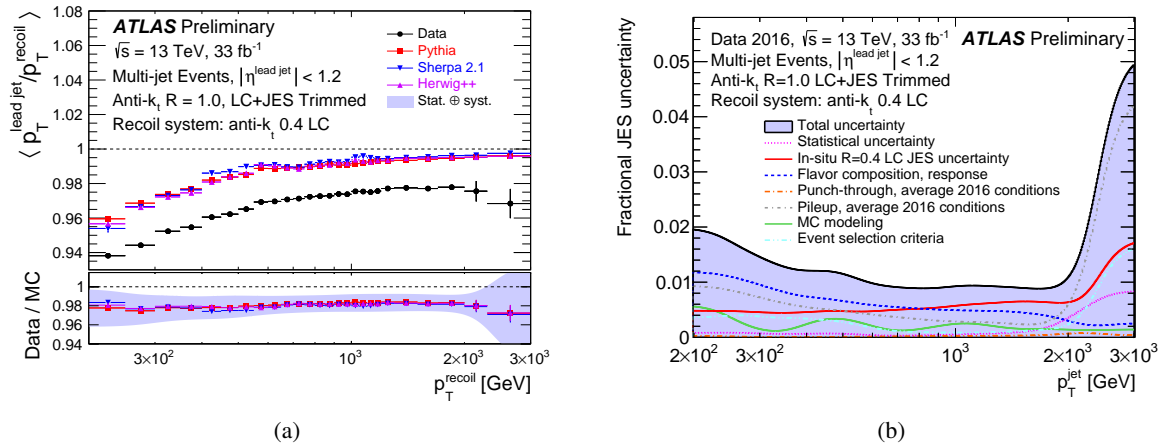 ⟨ p_T^lead jet / p_T^recoil ⟩
1.08
1.06
1.04
1.02
1
0.98
0.96
0.94
ATLAS Preliminary
√s = 13 TeV, 33 fb⁻¹
Multi-jet Events, |η^lead jet| < 1.2
Anti-k_t R = 1.0, LC+JES Trimmed
Recoil system: anti-k_t 0.4 LC
Data
Pythia
Sherpa 2.1
Herwig++
Stat. ⊕ syst.
Data / MC
1
0.98
0.96
0.94
3×10² 10³ 2×10³ 3×10³
p_T^recoil [GeV]
(a)
Fractional JES uncertainty
0.05
0.04
0.03
0.02
0.01
0
Data 2016, √s = 13 TeV, 33 fb⁻¹ ATLAS Preliminary
Multi-jet Events, |η^lead jet| < 1.2
Anti-k_t R=1.0 LC+JES Trimmed
Recoil system: anti-k_t 0.4 LC
Total uncertainty
Statistical uncertainty
In-situ R=0.4 LC JES uncertainty
Flavor composition, response
Punch-through, average 2016 conditions
Pileup, average 2016 conditions
MC modeling
Event selection criteria
2×10² 3×10² 10³ 2×10³ 3×10³
p_T^jet [GeV]
(b)